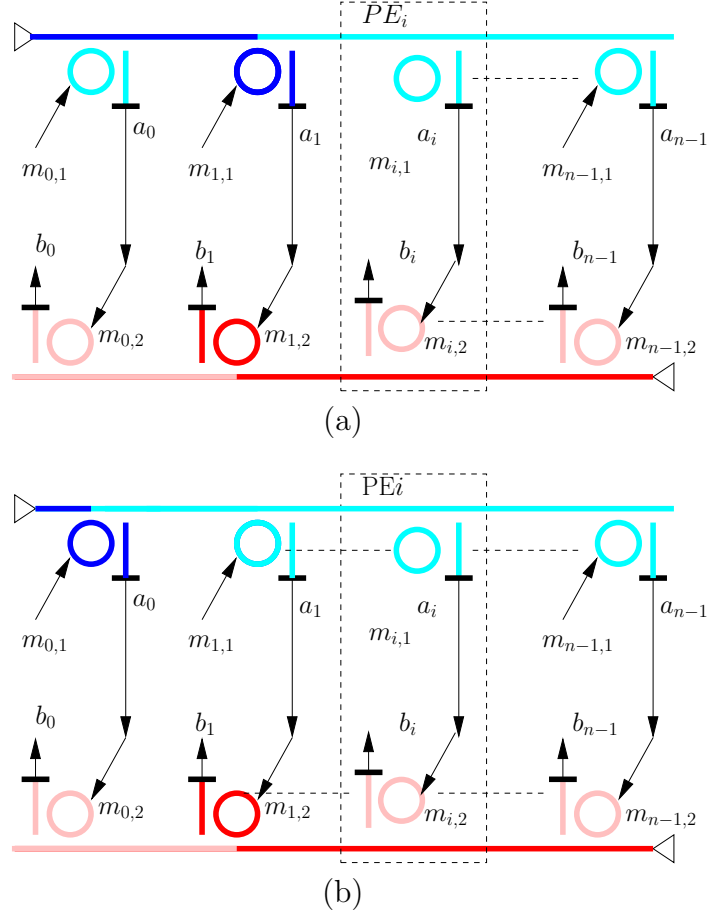 PE_i
a_0 a_1 a_i a_{n-1}
m_{0,1} m_{1,1} m_{i,1} m_{n-1,1}
b_0 b_1 b_i b_{n-1}
m_{0,2} m_{1,2} m_{i,2} m_{n-1,2}
(a)
PEi
a_0 a_1 a_i a_{n-1}
m_{0,1} m_{1,1} m_{i,1} m_{n-1,1}
b_0 b_1 b_i b_{n-1}
m_{0,2} m_{1,2} m_{i,2} m_{n-1,2}
(b)